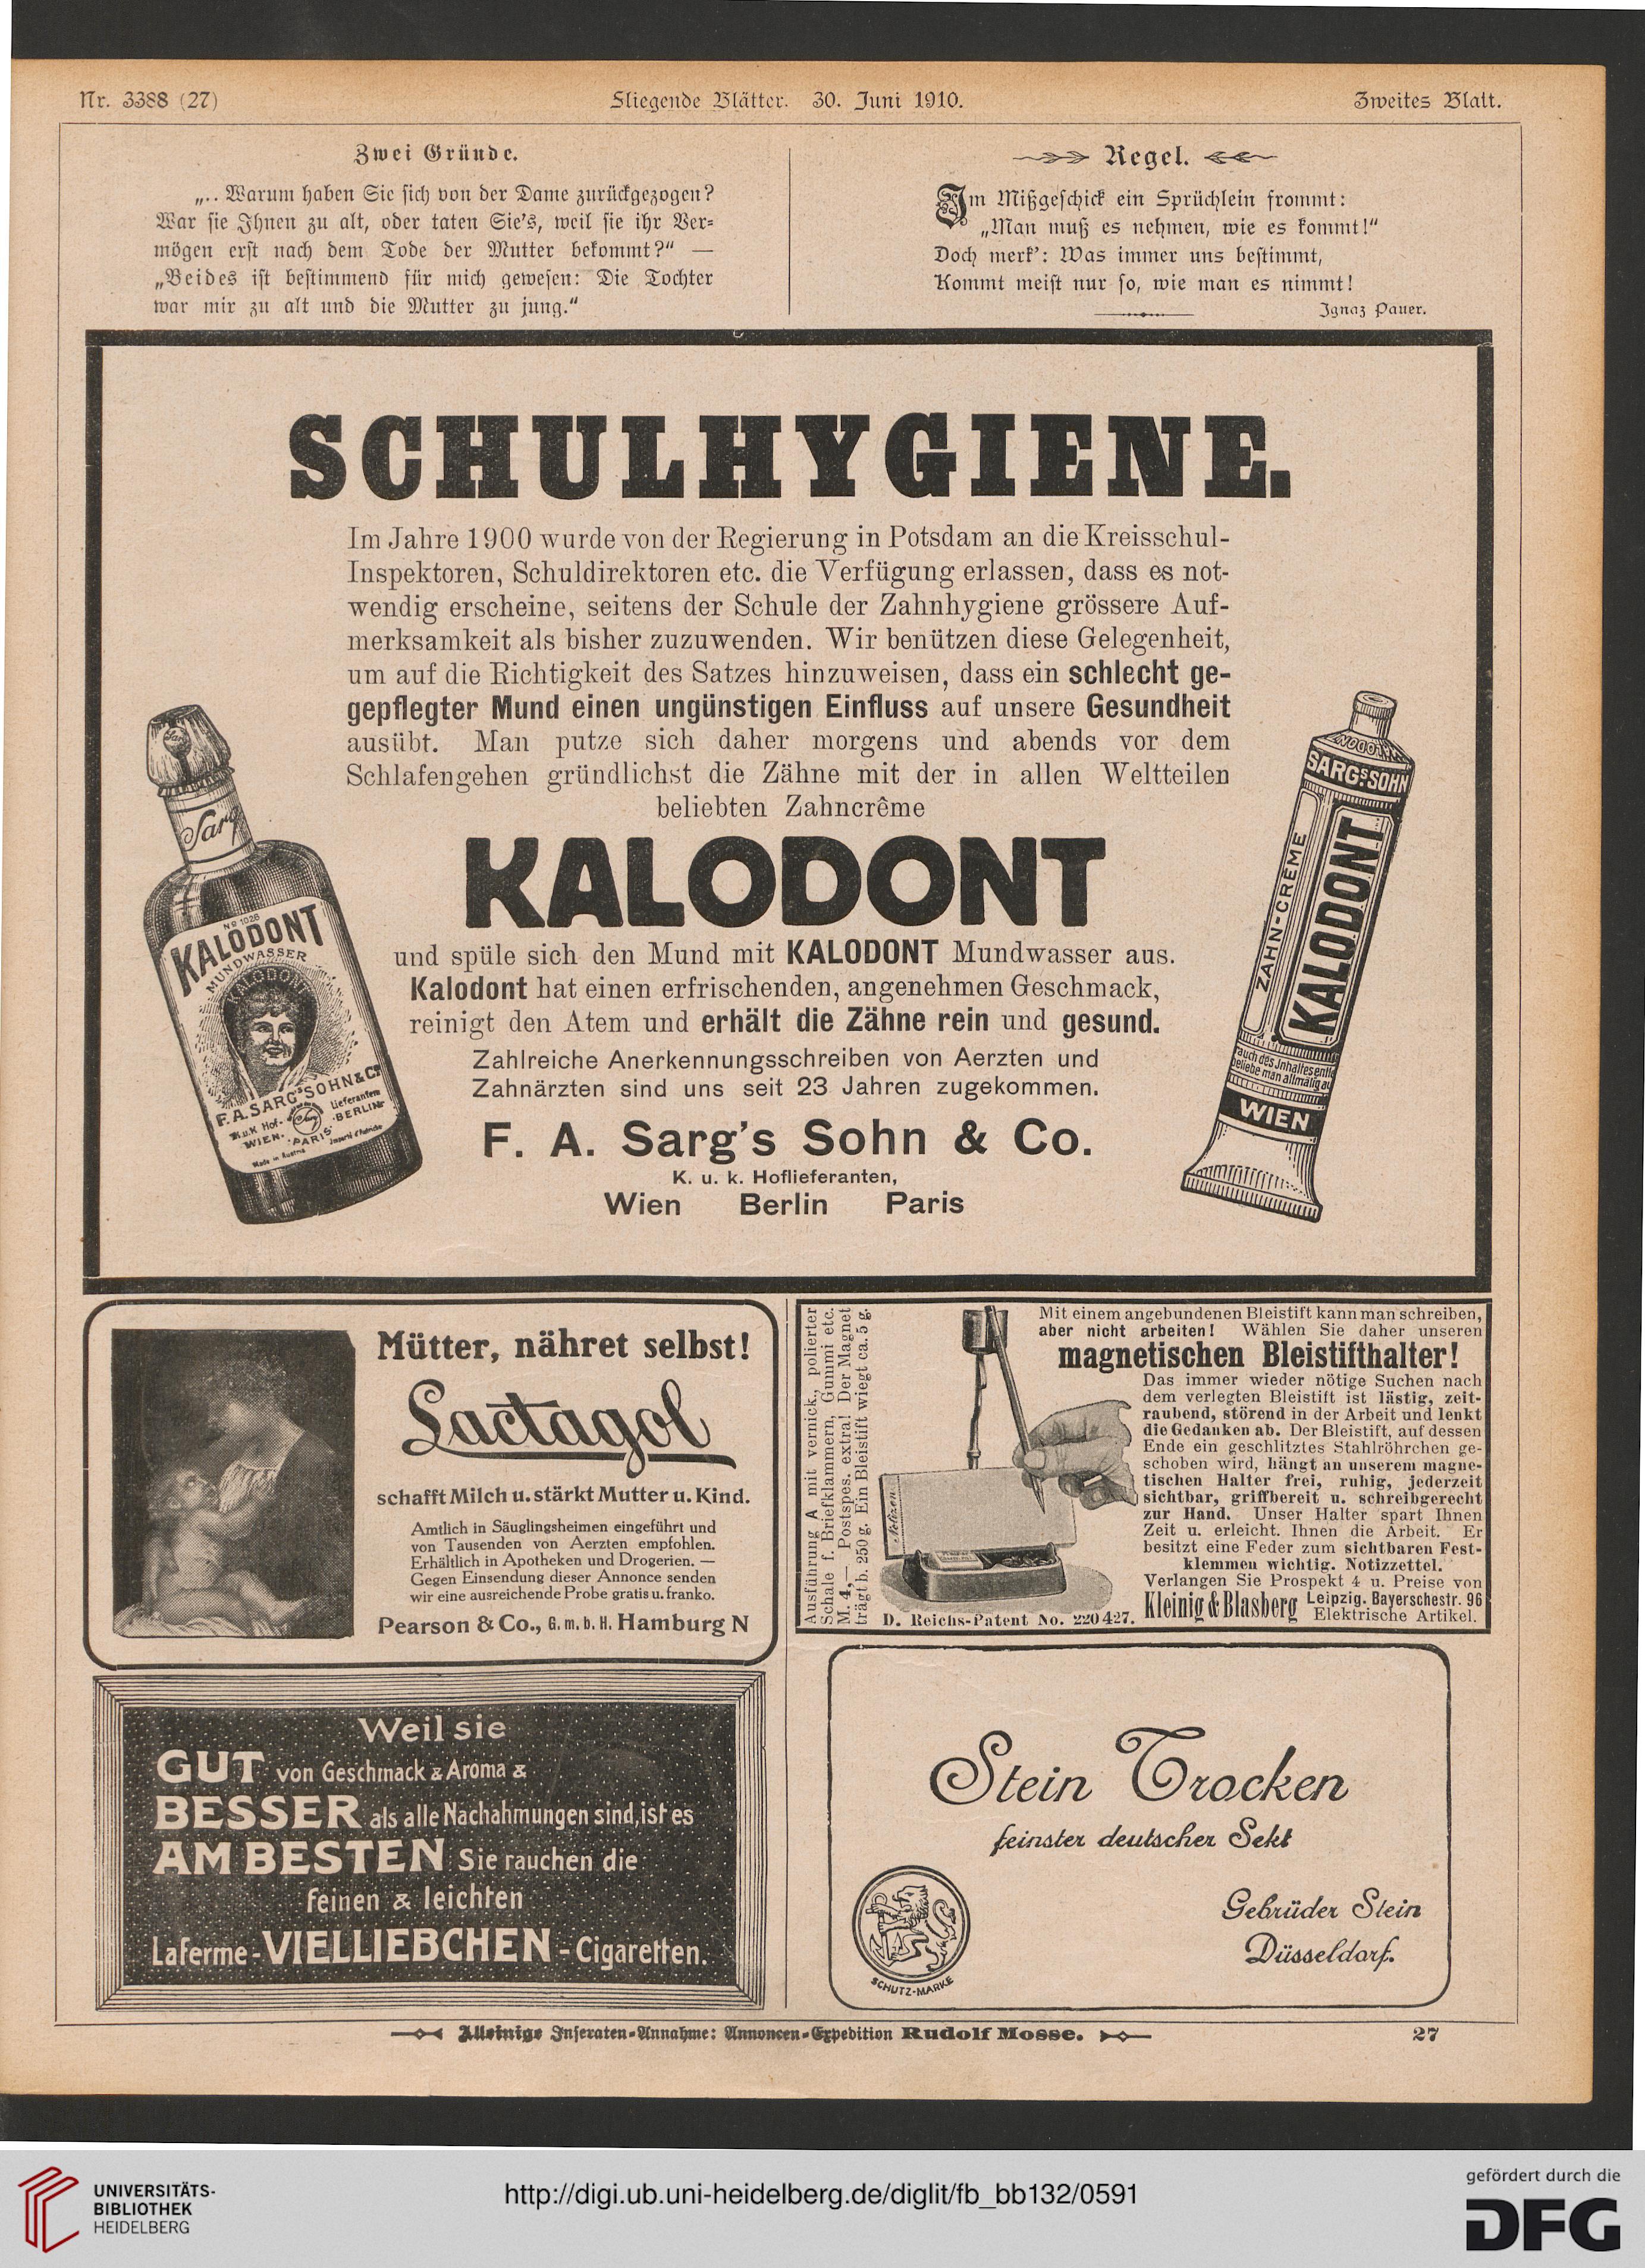 Nr. 3388 (27)
Fliegende Blätter. 30. Juni 1910.
Zweites Blatt.
Zwei Gründe.
„.. Warum haben Sie sich von der Dame zurückgezogen?
War sie Ihnen zu alt, oder taten Sie's, weil sie ihr Ver=
mögen erst nach dem Tode der Mutter bekommt?“ —
„Beides ist bestimmend für mich gewesen: Die Tochter
war mir zu alt und die Mutter zu jung.“
Regel.
Im Mißgeschick ein Sprüchlein frommt:
„Man muß es nehmen, wie es kommt!“
Doch merk': Was immer uns bestimmt,
Kommt meist nur so, wie man es nimmt!
Ignaz Pauer.
SCHULHYGIENE.
Im Jahre 1900 wurde von der Regierung in Potsdam an die Kreisschul-
Inspektoren, Schuldirektoren etc. die Verfügung erlassen, dass es not-
wendig erscheine, seitens der Schule der Zahnhygiene grössere Auf-
merksamkeit als bisher zuzuwenden. Wir benützen diese Gelegenheit,
um auf die Richtigkeit des Satzes hinzuweisen, dass ein schlecht ge-
gepflegter Mund einen ungünstigen Einfluss auf unsere Gesundheit
ausübt. Man putze sich daher morgens und abends vor dem
Schlafengehen gründlichst die Zähne mit der in allen Weltteilen
beliebten Zahncrême
KALODONT
und spüle sich den Mund mit KALODONT Mundwasser aus.
Kalodont hat einen erfrischenden, angenehmen Geschmack,
reinigt den Atem und erhält die Zähne rein und gesund.
Zahlreiche Anerkennungsschreiben von Aerzten und
Zahnärzten sind uns seit 23 Jahren zugekommen.
F. A. Sarg's Sohn & Co.
K. u. k. Hoflieferanten,
Wien Berlin Paris
Sarg
No 1026
KALODONT
MUNDWASSER
KALODONT
F.A.SARG'S SOHN & Co
K.u.K Hof- Lieferanten
WIEN · PARIS · BERLIN
Made in Austria
KALODONT
SARG'S SOHN
ZAHN-CRÈME
KALODONT
WIEN
Mütter, nähret selbst!
Lactagol
schafft Milch u. stärkt Mutter u. Kind.
Amtlich in Säuglingsheimen eingeführt und
von Tausenden von Aerzten empfohlen.
Erhältlich in Apotheken und Drogerien. —
Gegen Einsendung dieser Annonce senden
wir eine ausreichende Probe gratis u. franko.
Pearson & Co., G. m. b. H. Hamburg N
Ausführung A mit vernick., polierter
Schale f. Briefklammern, Gummi etc.
M. 4,— Postspes. extra! Der Magnet
trägt b. 250 g. Ein Bleistift wiegt ca. 5 g.
Mit einem angebundenen Bleistift kann man schreiben,
aber nicht arbeiten! Wählen Sie daher unseren
magnetischen Bleistifthalter!
Das immer wieder nötige Suchen nach
dem verlegten Bleistift ist lästig, zeit-
raubend, störend in der Arbeit und lenkt
die Gedanken ab. Der Bleistift, auf dessen
Ende ein geschlitztes Stahlröhrchen ge-
schoben wird, hängt an unserem magne-
tischen Halter frei, ruhig, jederzeit
sichtbar, griffbereit u. schreibgerecht
zur Hand. Unser Halter spart Ihnen
Zeit u. erleicht. Ihnen die Arbeit. Er
besitzt eine Feder zum sichtbaren Fest-
klemmen wichtig. Notizzettel.
Verlangen Sie Prospekt 4 u. Preise von
Kleinig & Blasberg Leipzig. Bayerschestr. 96
Elektrische Artikel.
Notizen
D. Reichs-Patent No. 220427.
Weil sie
GUT von Geschmack & Aroma &
BESSER als alle Nachahmungen sind, ist es
AM BESTEN Sie rauchen die
feinen & leichten
Laferme-VIELLIEBCHEN-Cigaretten.
Stein Trocken
feinster deutscher Sekt
Gebrüder Stein
Düsseldorf.
SCHUTZ-MARKE
Alleinige Inseraten=Annahme: Annoncen=Expedition Rudolf Mosse.
27
UNIVERSITÄTS-
BIBLIOTHEK
HEIDELBERG
http://digi.ub.uni-heidelberg.de/diglit/fb_bb132/0591
gefördert durch die
DFG